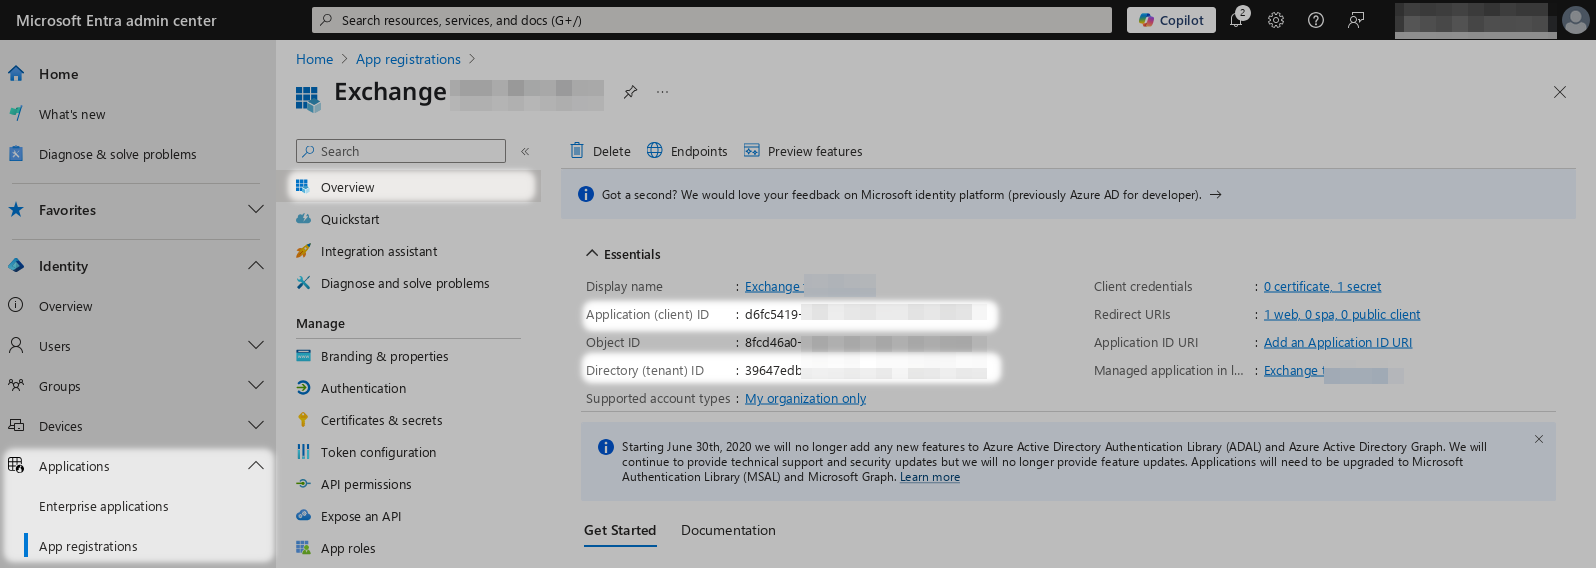 Microsoft Entra admin center
Search resources, services, and docs (G+/)
Copilot
2
Home
What's new
Diagnose & solve problems
Favorites
Identity
Overview
Users
Groups
Devices
Applications
Enterprise applications
App registrations
Home > App registrations >
Exchange
Search
«
Overview
Quickstart
Integration assistant
Diagnose and solve problems
Manage
Branding & properties
Authentication
Certificates & secrets
Token configuration
API permissions
Expose an API
App roles
Delete
Endpoints
Preview features
Got a second? We would love your feedback on Microsoft identity platform (previously Azure AD for developer). →
Essentials
Display name : Exchange
Application (client) ID : d6fc5419-
Object ID : 8fcd46a0-
Directory (tenant) ID : 39647edb
Supported account types : My organization only
Client credentials : 0 certificate, 1 secret
Redirect URIs : 1 web, 0 spa, 0 public client
Application ID URI : Add an Application ID URI
Managed application in l... : Exchange
Starting June 30th, 2020 we will no longer add any new features to Azure Active Directory Authentication Library (ADAL) and Azure Active Directory Graph. We will
continue to provide technical support and security updates but we will no longer provide feature updates. Applications will need to be upgraded to Microsoft
Authentication Library (MSAL) and Microsoft Graph. Learn more
Get Started
Documentation